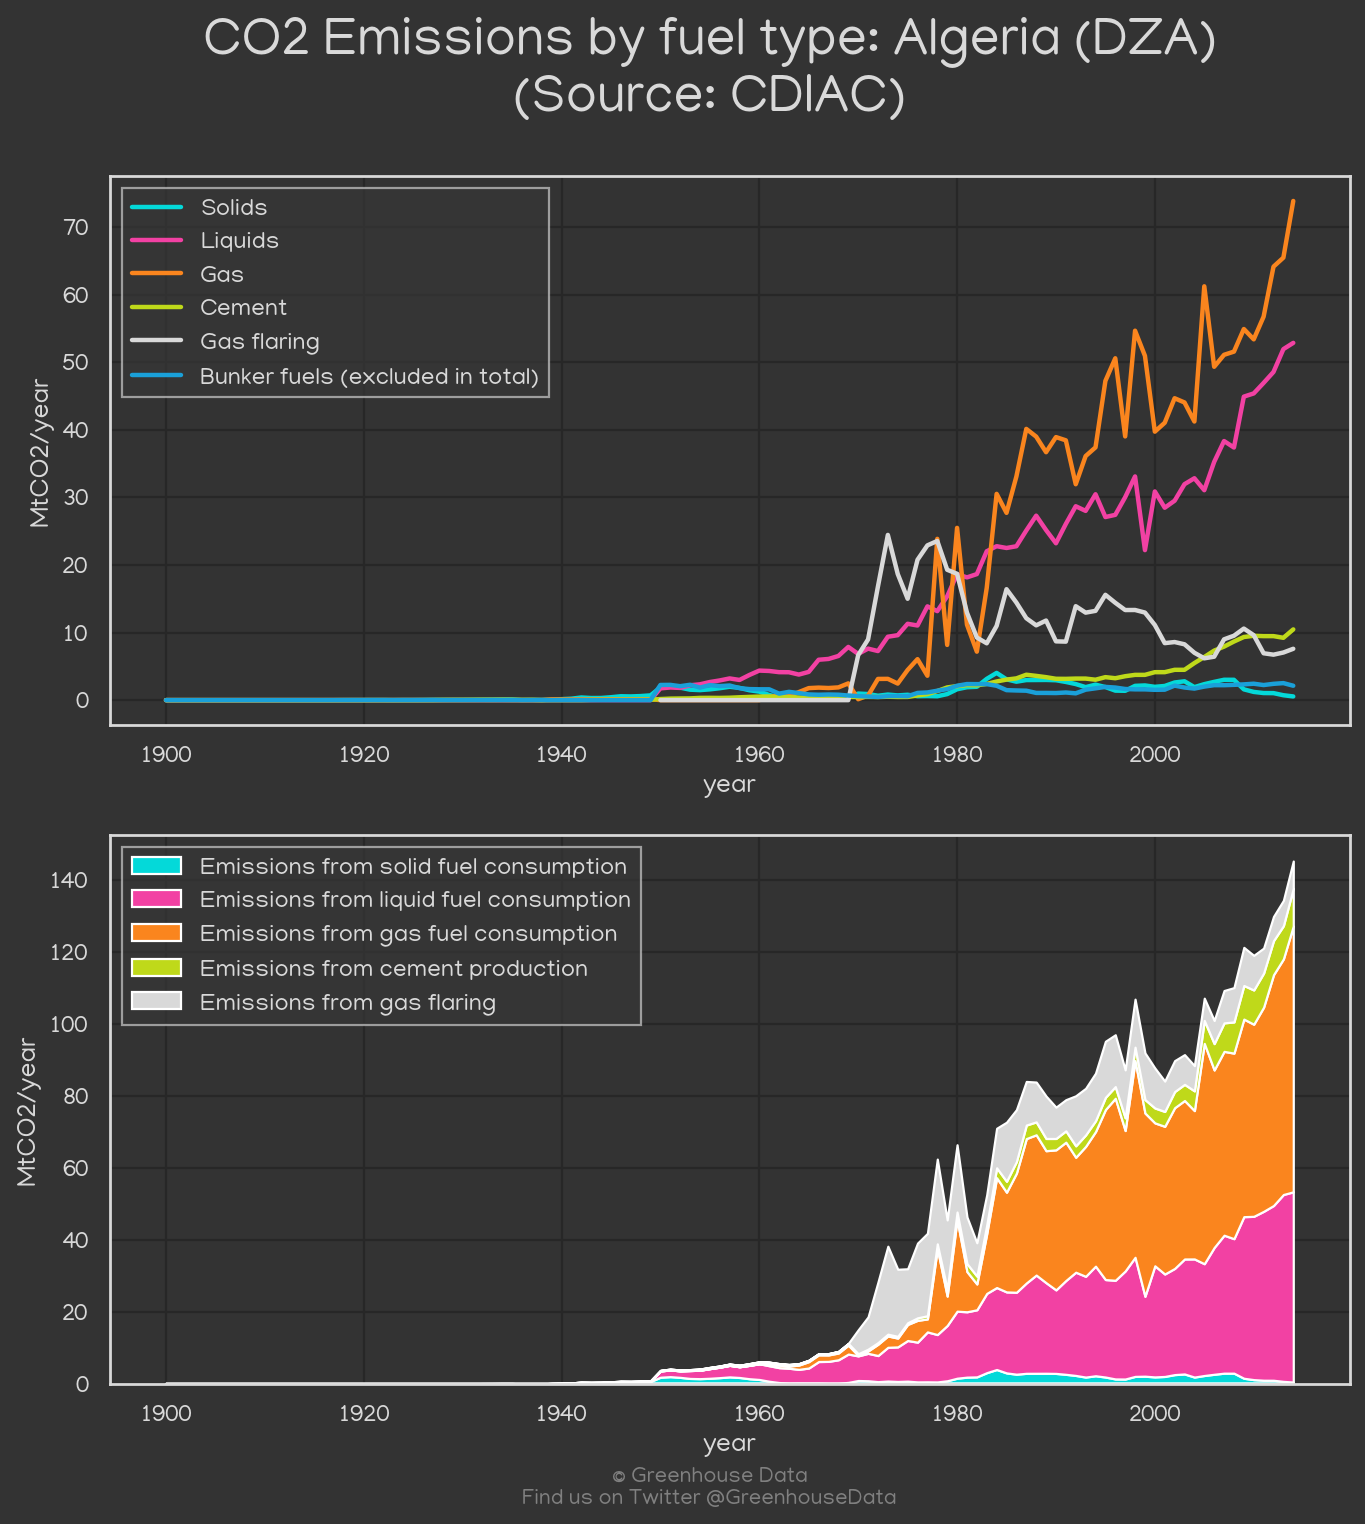 CO2 Emissions by fuel type: Algeria (DZA)
(Source: CDIAC)
Solids
Liquids
Gas
Cement
Gas flaring
Bunker fuels (excluded in total)
70
60
50
40
30
20
10
0
MtCO2/year
1900 1920 1940 1960 1980 2000
year
Emissions from solid fuel consumption
Emissions from liquid fuel consumption
Emissions from gas fuel consumption
Emissions from cement production
Emissions from gas flaring
140
120
100
80
60
40
20
0
MtCO2/year
1900 1920 1940 1960 1980 2000
year
© Greenhouse Data
Find us on Twitter @GreenhouseData